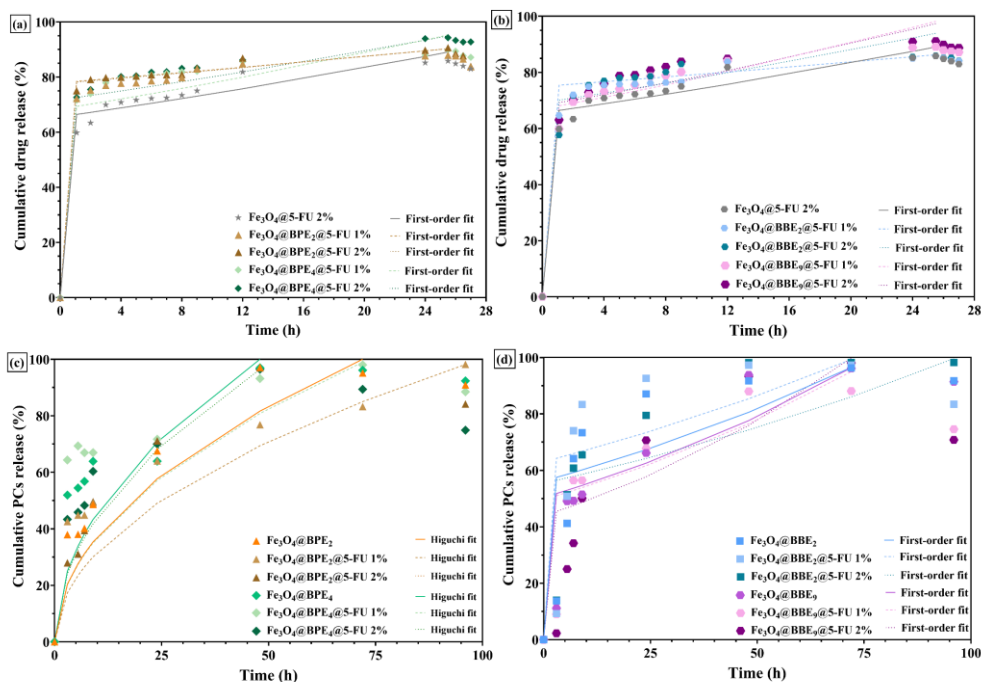 (a)
Cumulative drug release (%)
100
80
60
40
20
0
Fe₃O₄@5-FU 2% First-order fit
Fe₃O₄@BPE₂@5-FU 1% First-order fit
Fe₃O₄@BPE₂@5-FU 2% First-order fit
Fe₃O₄@BPE₄@5-FU 1% First-order fit
Fe₃O₄@BPE₄@5-FU 2% First-order fit
0 4 8 12 16 20 24 28
Time (h)
(b)
Cumulative drug release (%)
100
80
60
40
20
0
Fe₃O₄@5-FU 2% First-order fit
Fe₃O₄@BBE₂@5-FU 1% First-order fit
Fe₃O₄@BBE₂@5-FU 2% First-order fit
Fe₃O₄@BBE₉@5-FU 1% First-order fit
Fe₃O₄@BBE₉@5-FU 2% First-order fit
0 4 8 12 16 20 24 28
Time (h)
(c)
Cumulative PCs release (%)
100
80
60
40
20
0
Fe₃O₄@BPE₂ Higuchi fit
Fe₃O₄@BPE₂@5-FU 1% Higuchi fit
Fe₃O₄@BPE₂@5-FU 2% Higuchi fit
Fe₃O₄@BPE₄ Higuchi fit
Fe₃O₄@BPE₄@5-FU 1% Higuchi fit
Fe₃O₄@BPE₄@5-FU 2% Higuchi fit
0 25 50 75 100
Time (h)
(d)
Cumulative PCs release (%)
100
80
60
40
20
0
Fe₃O₄@BBE₂ First-order fit
Fe₃O₄@BBE₂@5-FU 1% First-order fit
Fe₃O₄@BBE₂@5-FU 2% First-order fit
Fe₃O₄@BBE₉ First-order fit
Fe₃O₄@BBE₉@5-FU 1% First-order fit
Fe₃O₄@BBE₉@5-FU 2% First-order fit
0 25 50 75 100
Time (h)